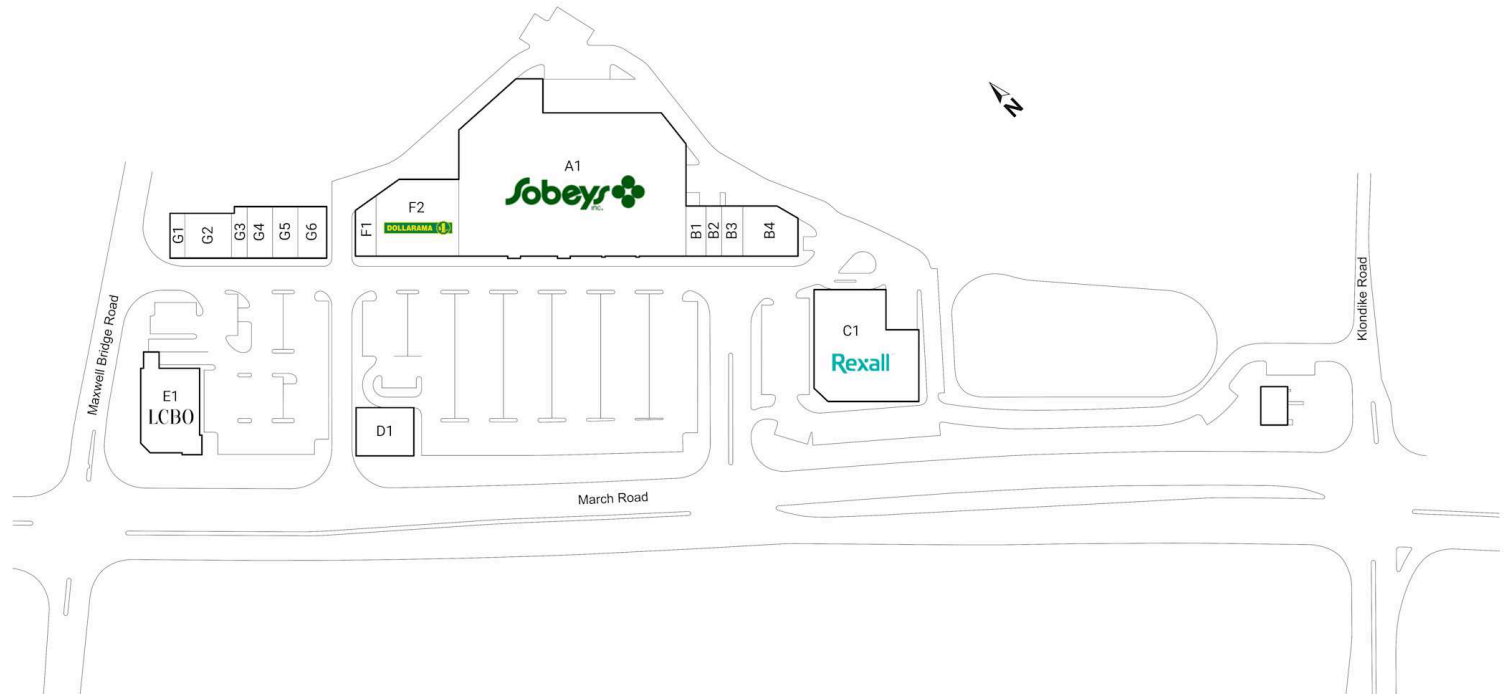 N
A1
Sobeys
INC.
F2
DOLLARAMA
F1
G1
G2
G3
G4
G5
G6
B1
B2
B3
B4
C1
Rexall
E1
LCBO
D1
Maxwell Bridge Road
Klondike Road
March Road